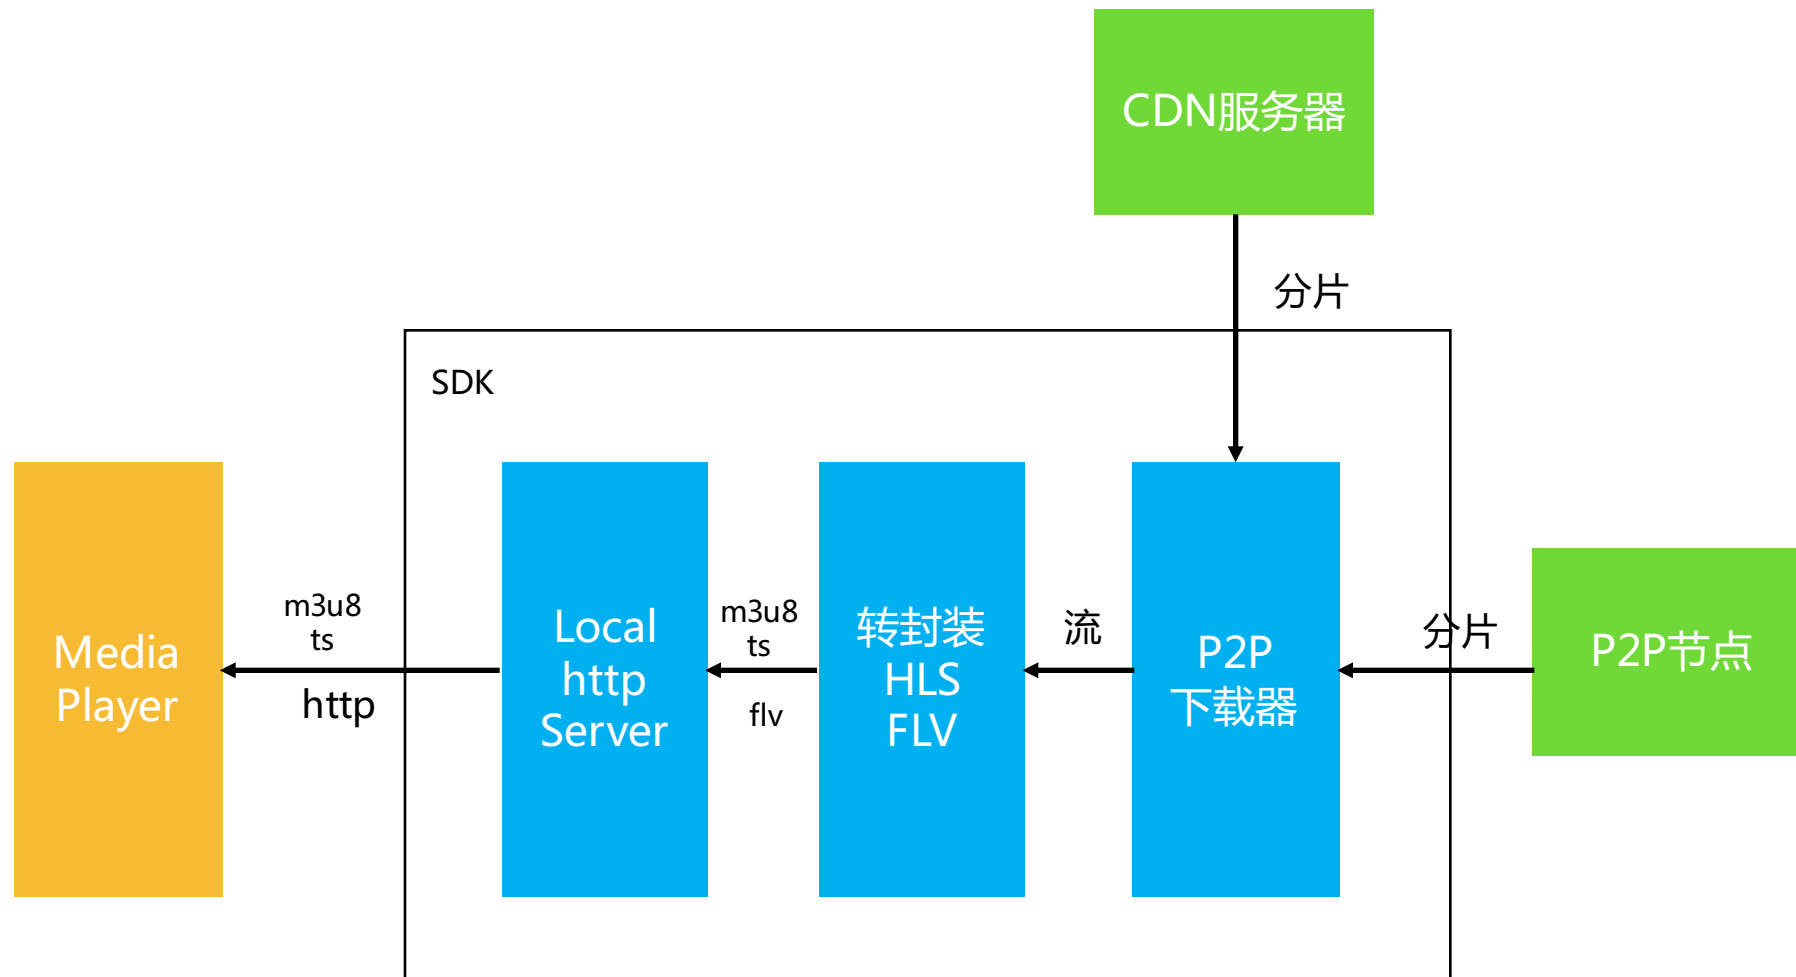 CDN服务器
分片
SDK
Media
Player
m3u8
ts
http
Local
http
Server
m3u8
ts
flv
转封装
HLS
FLV
流
P2P
下载器
分片
P2P节点